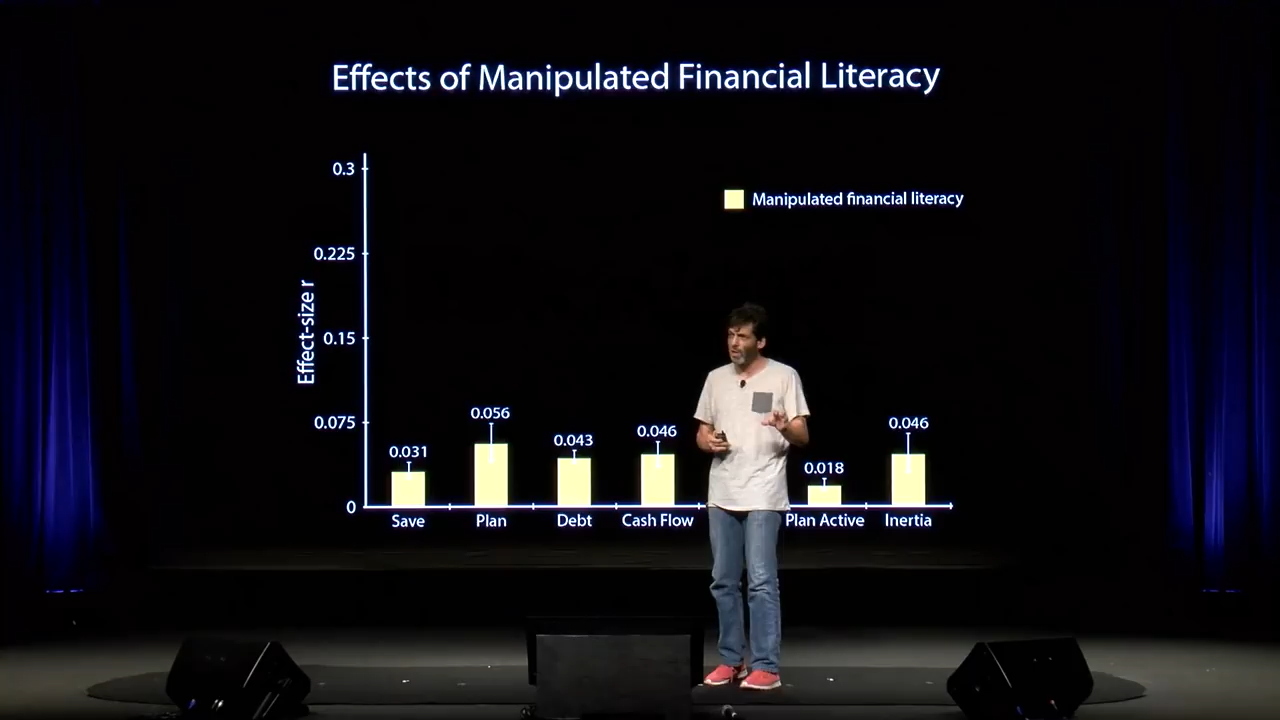 Effects of Manipulated Financial Literacy
0.3
Manipulated financial literacy
0.225
Effect-size r
0.15
0.075
0
0.031
0.056
0.043
0.046
0.018
0.046
Save
Plan
Debt
Cash Flow
Plan Active
Inertia